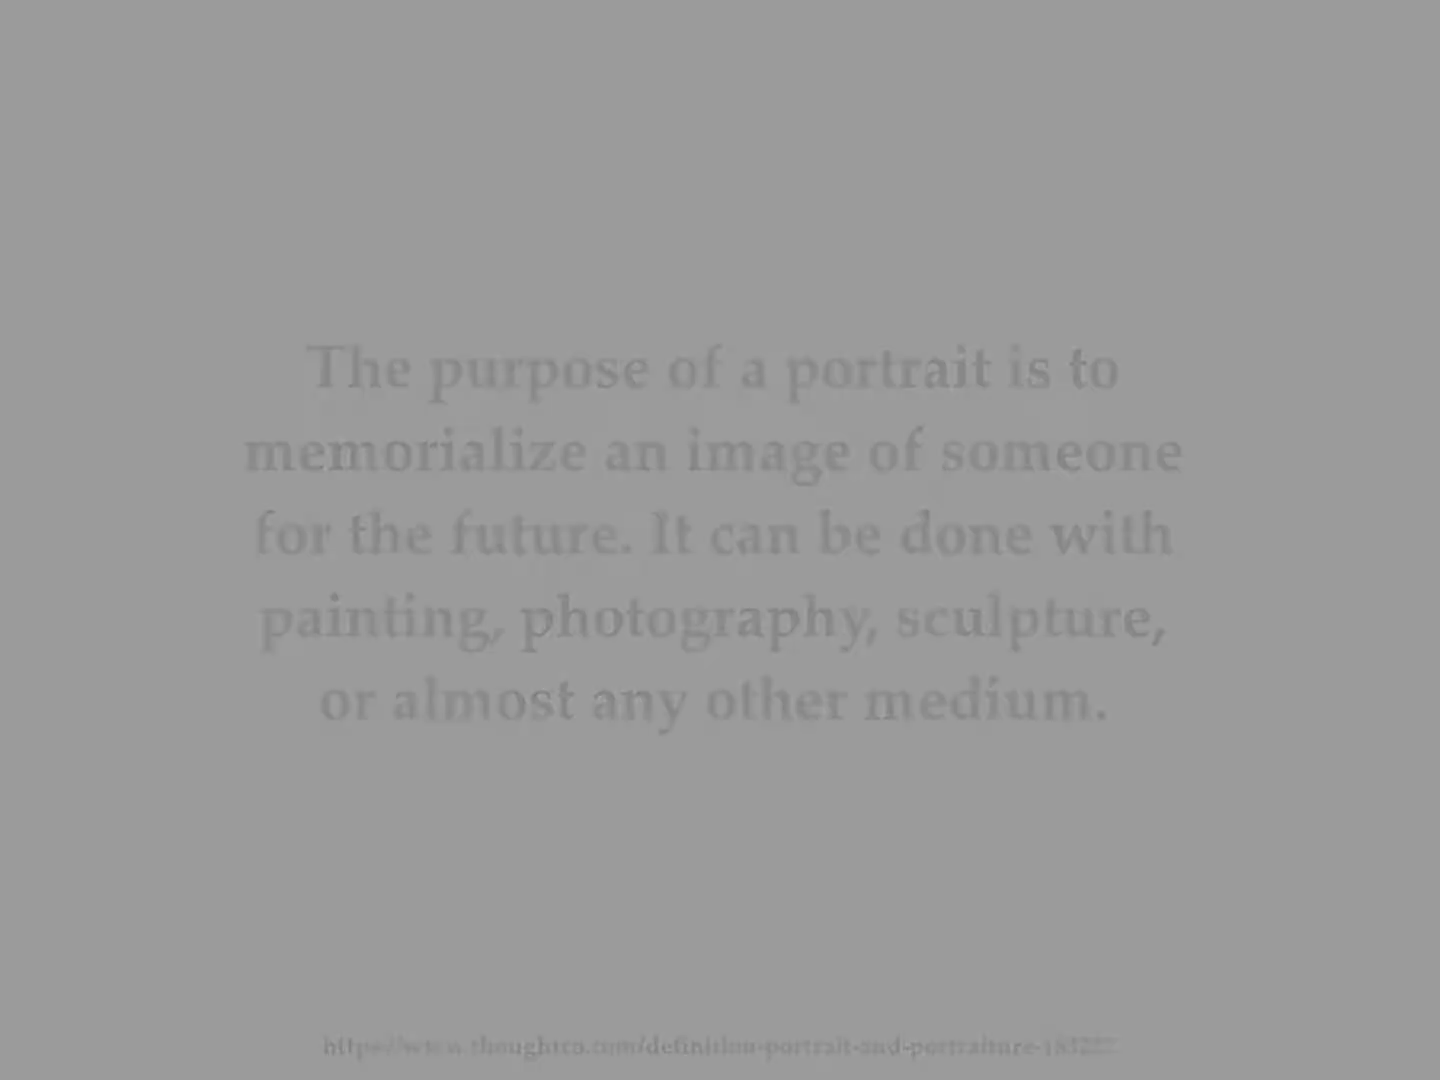 The purpose of a portrait is to
memorialize an image of someone
for the future. It can be done with
painting, photography, sculpture,
or almost any other medium.